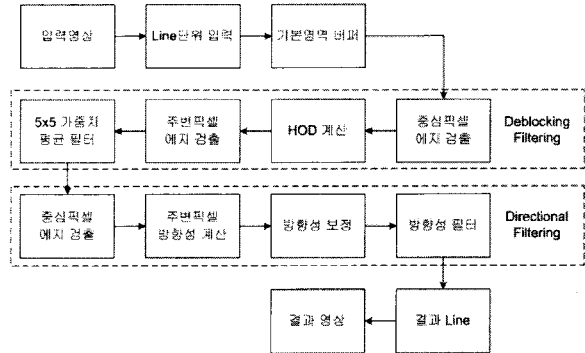 입력영상
Line단위 입력
기본영역 버퍼
5x5 가중치
평균 필터
주변픽셀
에지 검출
HOD 계산
중심픽셀
에지 검출
Deblocking
Filtering
중심픽셀
에지 검출
주변픽셀
방향성 계산
방향성 보정
방향성 필터
Directional
Filtering
결과 영상
결과 Line